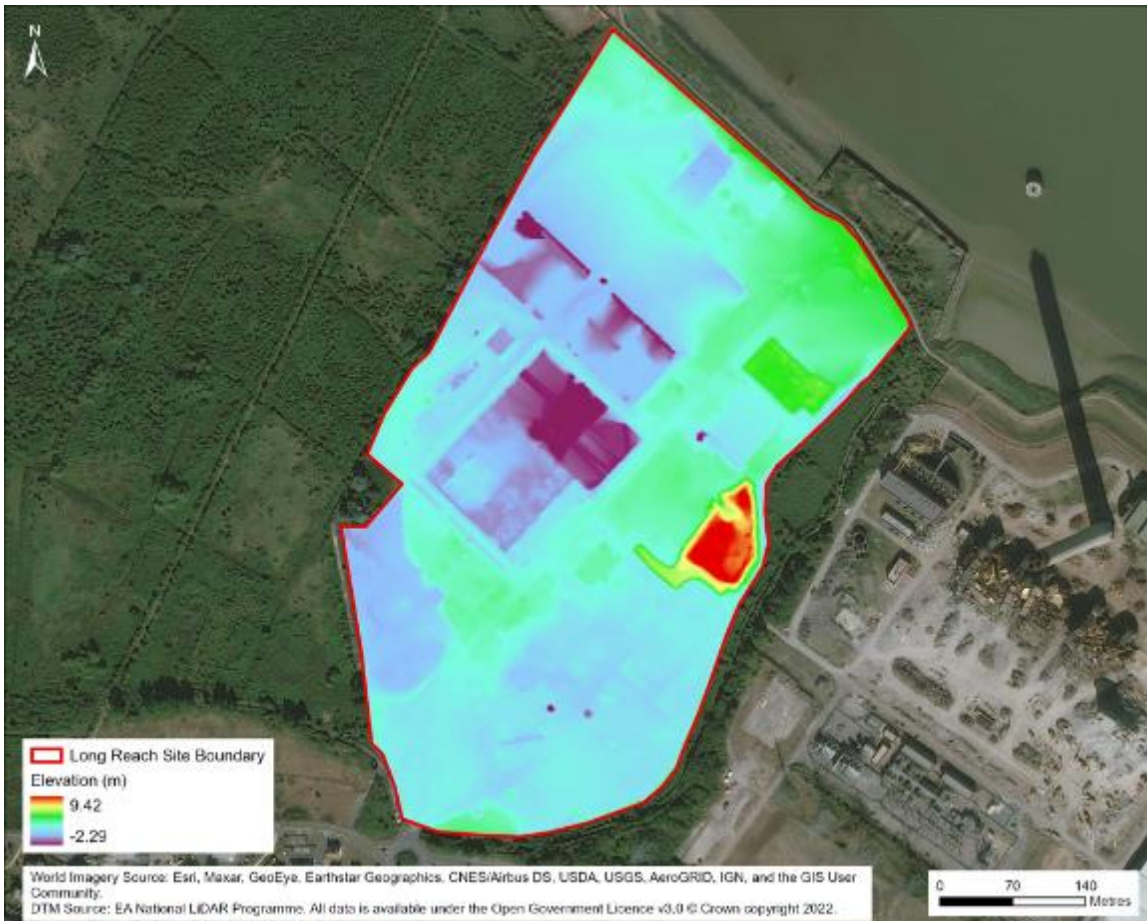 N
Long Reach Site Boundary
Elevation (m)
9.42
-2.29
World Imagery Source: Esri, Maxar, GeoEye, Earthstar Geographics, CNES/Airbus DS, USDA, USGS, AeroGRID, IGN, and the GIS User
Community.
DTM Source: EA National LiDAR Programme. All data is available under the Open Government Licence v3.0 © Crown copyright 2022.
0 70 140
Metres